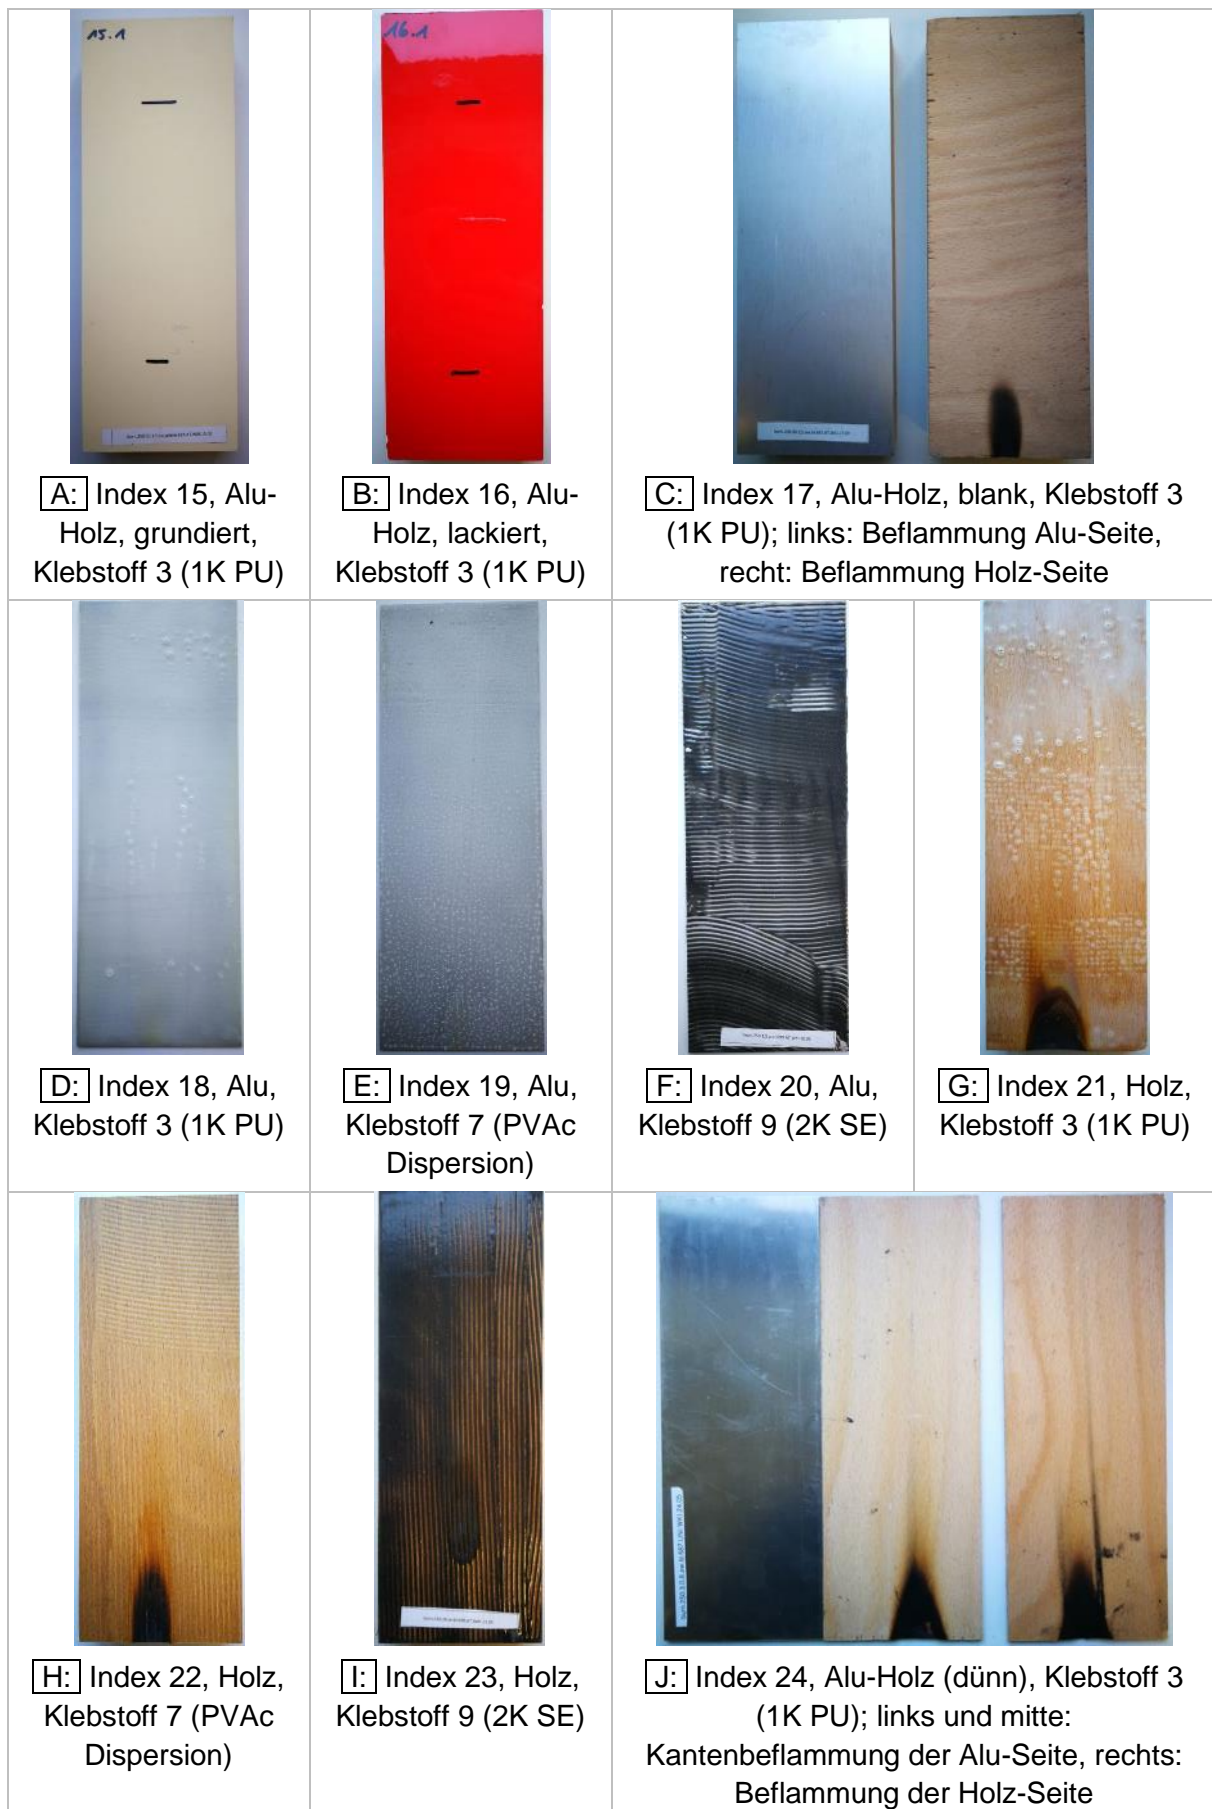 15.1
16.1
A: Index 15, Alu-
Holz, grundiert,
Klebstoff 3 (1K PU)
B: Index 16, Alu-
Holz, lackiert,
Klebstoff 3 (1K PU)
C: Index 17, Alu-Holz, blank, Klebstoff 3
(1K PU); links: Beflammung Alu-Seite,
recht: Beflammung Holz-Seite
D: Index 18, Alu,
Klebstoff 3 (1K PU)
E: Index 19, Alu,
Klebstoff 7 (PVAc
Dispersion)
F: Index 20, Alu,
Klebstoff 9 (2K SE)
G: Index 21, Holz,
Klebstoff 3 (1K PU)
H: Index 22, Holz,
Klebstoff 7 (PVAc
Dispersion)
I: Index 23, Holz,
Klebstoff 9 (2K SE)
J: Index 24, Alu-Holz (dünn), Klebstoff 3
(1K PU); links und mitte:
Kantenbeflammung der Alu-Seite, rechts:
Beflammung der Holz-Seite